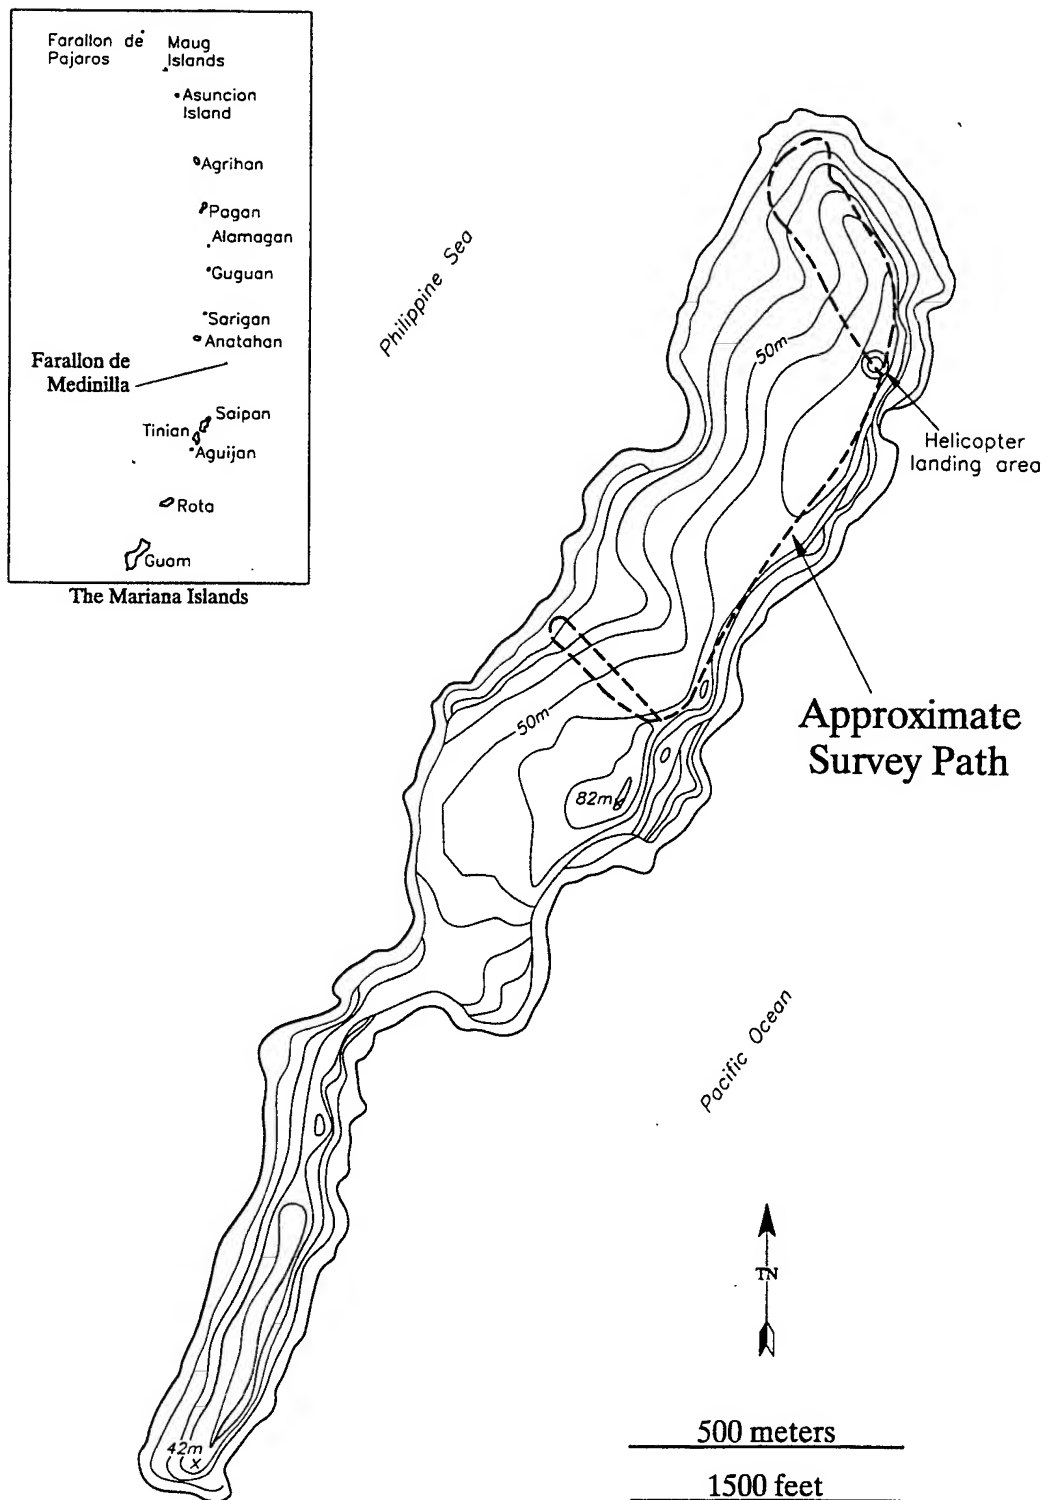 Farallon de
Pajaros
Maug
Islands
Asuncion
Island
Agrihan
Pagan
Alamagan
Guguan
Sarigan
Anatahan
Farallon de
Medinilla
Saipan
Tinian
Aguijan
Rota
Guam
The Mariana Islands
Philippine Sea
50m
Helicopter
landing area
Approximate
Survey Path
50m
82m
Pacific Ocean
TN
42m
x
500 meters
1500 feet